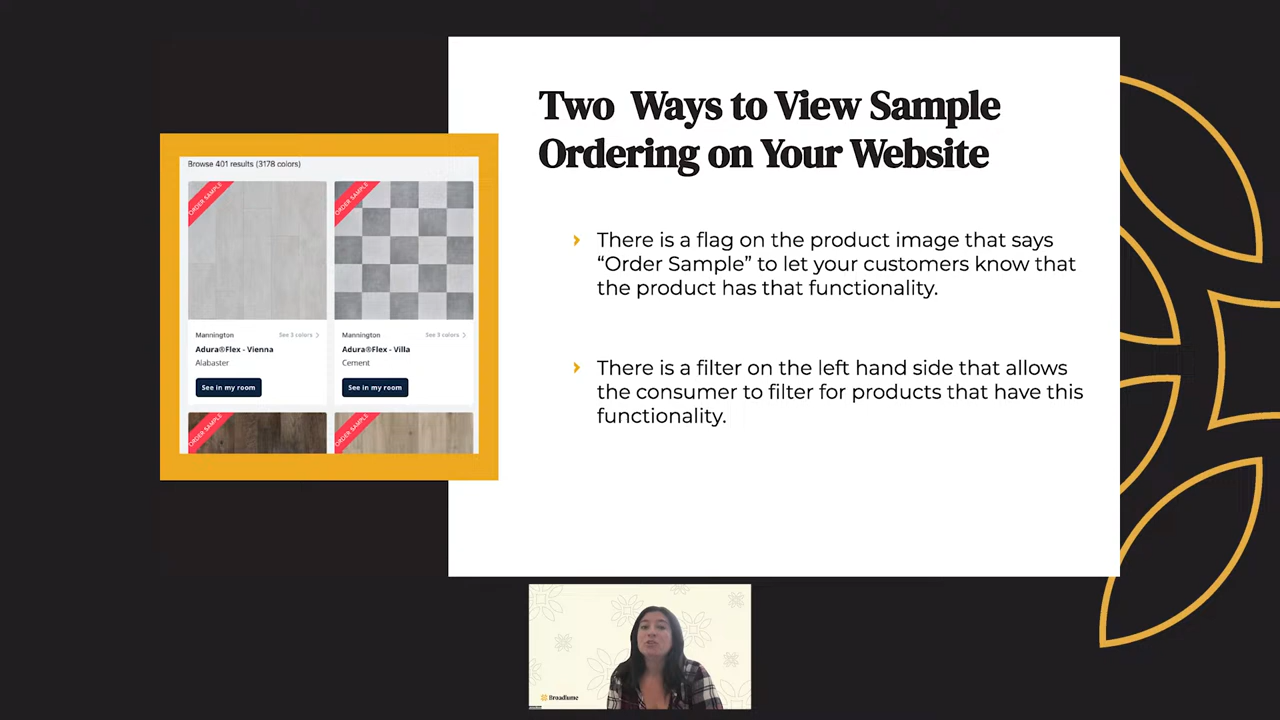 Two Ways to View Sample
Ordering on Your Website
There is a flag on the product image that says
“Order Sample” to let your customers know that
the product has that functionality.
There is a filter on the left hand side that allows
the consumer to filter for products that have this
functionality.
Browse 401 results (3178 colors)
ORDER SAMPLE
ORDER SAMPLE
Mannington See 3 colors >
Adura®Flex - Vienna
Alabaster
See in my room
Mannington See 3 colors >
Adura®Flex - Villa
Cement
See in my room
ORDER SAMPLE
ORDER SAMPLE
Broadlume